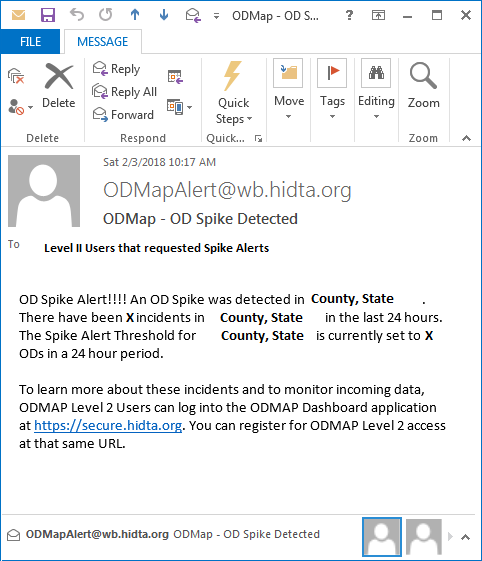 ODMap - OD S...
FILE
MESSAGE
Delete
Reply
Reply All
Forward
Quick
Steps
Move
Tags
Editing
Zoom
Delete
Respond
Quick...
Zoom
Sat 2/3/2018 10:17 AM
ODMapAlert@wb.hidta.org
ODMap - OD Spike Detected
To Level II Users that requested Spike Alerts
OD Spike Alert!!!! An OD Spike was detected in County, State .
There have been X incidents in County, State in the last 24 hours.
The Spike Alert Threshold for County, State is currently set to X
ODs in a 24 hour period.
To learn more about these incidents and to monitor incoming data,
ODMAP Level 2 Users can log into the ODMAP Dashboard application
at https://secure.hidta.org. You can register for ODMAP Level 2 access
at that same URL.
ODMapAlert@wb.hidta.org ODMap - OD Spike Detected